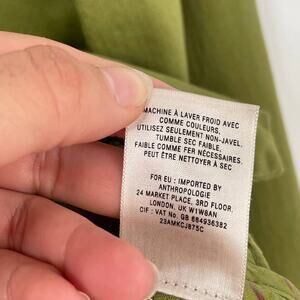 MACHINE À LAVER FROID AVEC
COMME COULEURS,
UTILISEZ SEULEMENT NON-JAVEL,
TUMBLE SEC FAIBLE,
FAIBLE COMME FER NÉCESSAIRES.
PEUT ÊTRE NETTOYER À SEC
FOR EU : IMPORTED BY
ANTHROPOLOGIE
24 MARKET PLACE, 3RD FLOOR,
LONDON, UK W1W8AN
CIF : VAT No. GB 684936382
23AMKCJ875C